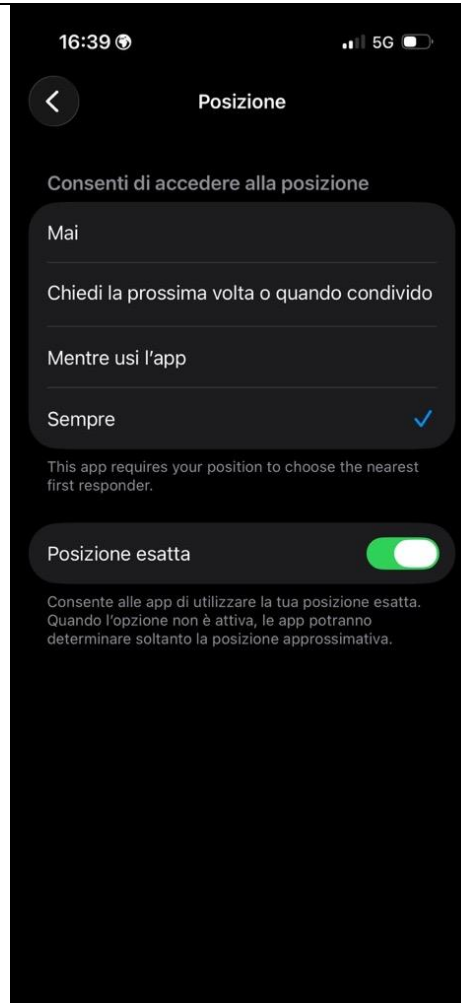 16:39
5G
Posizione
Consenti di accedere alla posizione
Mai
Chiedi la prossima volta o quando condivido
Mentre usi l'app
Sempre
This app requires your position to choose the nearest
first responder.
Posizione esatta
Consente alle app di utilizzare la tua posizione esatta.
Quando l'opzione non è attiva, le app potranno
determinare soltanto la posizione approssimativa.